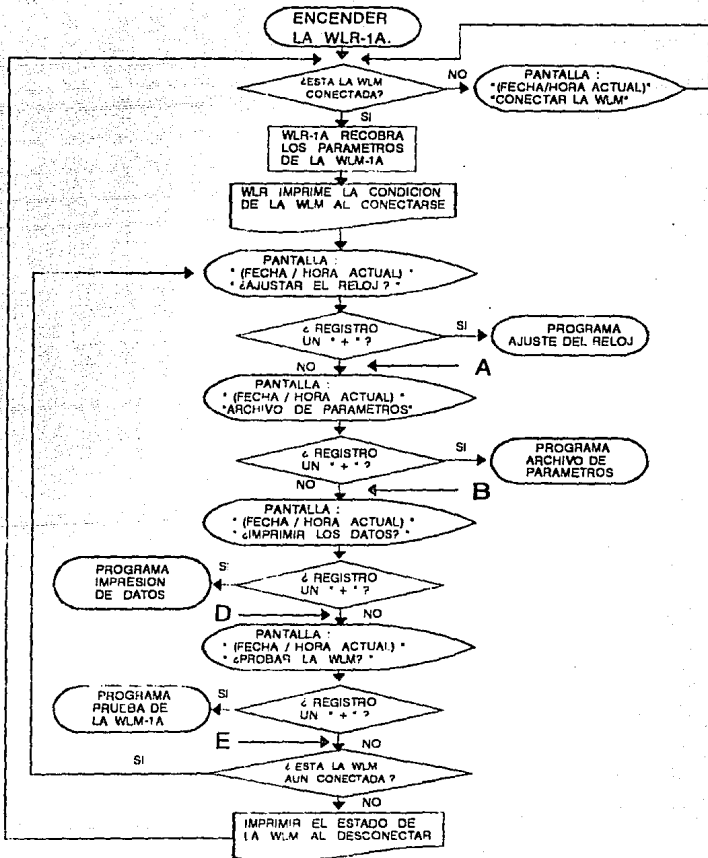 ENCENDER
LA WLR-1A.
¿ESTA LA WLM
CONECTADA?
NO
PANTALLA :
"(FECHA/HORA ACTUAL)"
"CONECTAR LA WLM"
SI
WLR-1A RECOBRA
LOS PARAMETROS
DE LA WLM-1A
WLR IMPRIME LA CONDICION
DE LA WLM AL CONECTARSE
PANTALLA :
" (FECHA / HORA ACTUAL) "
" ¿AJUSTAR EL RELOJ ? "
¿ REGISTRO
UN " + " ?
SI
PROGRAMA
AJUSTE DEL RELOJ
NO
A
PANTALLA :
" (FECHA / HORA ACTUAL) "
"ARCHIVO DE PARAMETROS"
¿ REGISTRO
UN " + " ?
SI
PROGRAMA
ARCHIVO DE
PARAMETROS
NO
B
PANTALLA :
" (FECHA / HORA ACTUAL) "
" ¿IMPRIMIR LOS DATOS? "
PROGRAMA
IMPRESION
DE DATOS
SI
¿ REGISTRO
UN " + " ?
D
NO
PANTALLA :
" (FECHA / HORA ACTUAL) "
" ¿PROBAR LA WLM? "
PROGRAMA
PRUEBA DE
LA WLM-1A
SI
¿ REGISTRO
UN " + " ?
E
NO
SI
¿ ESTA LA WLM
AUN CONECTADA ?
NO
IMPRIMIR EL ESTADO DE
LA WLM AL DESCONECTAR